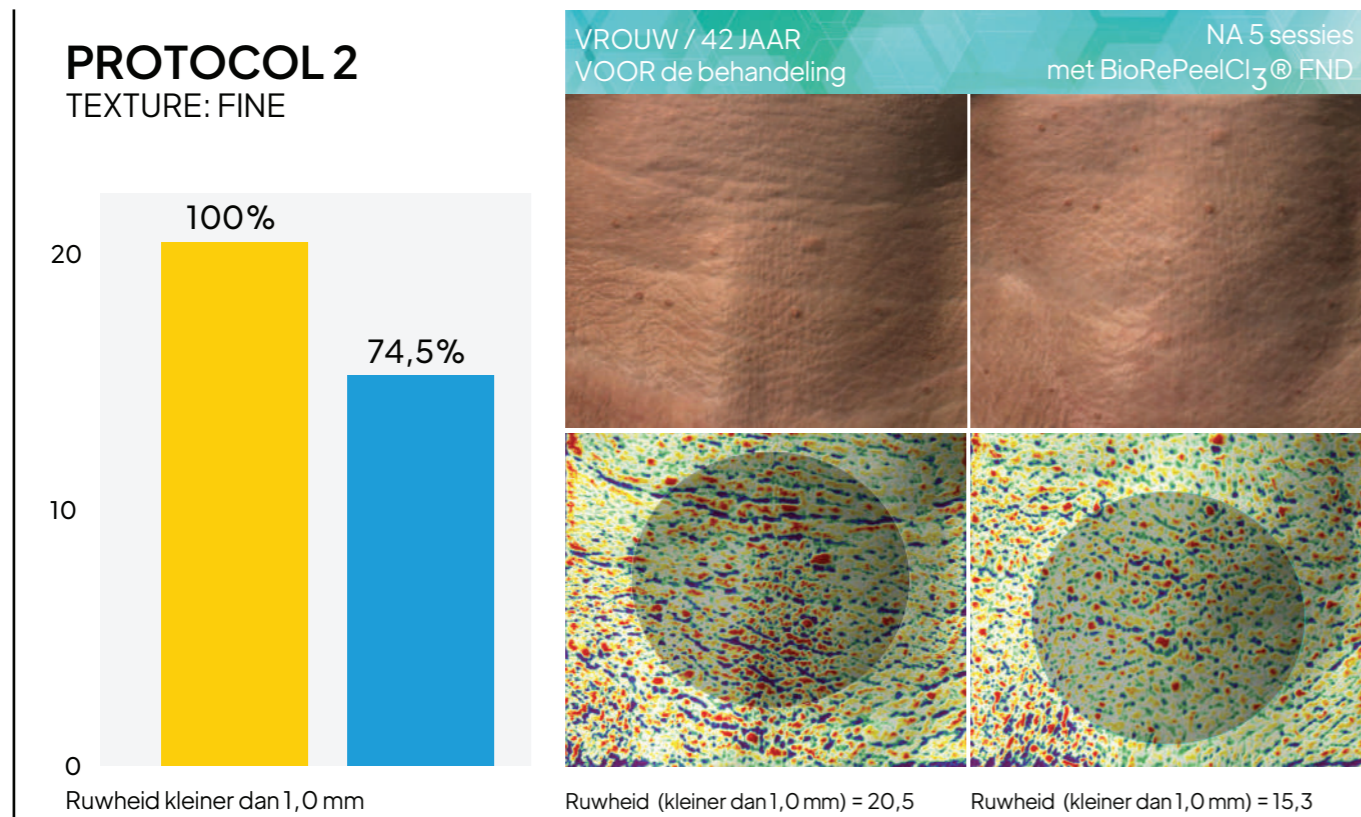 PROTOCOL 2
TEXTURE: FINE
100%
74,5%
20
10
0
Ruwheid kleiner dan 1,0 mm
VROUW / 42 JAAR
VOOR de behandeling
NA 5 sessies
met BioRePeelCl3® FND
Ruwheid (kleiner dan 1,0 mm) = 20,5
Ruwheid (kleiner dan 1,0 mm) = 15,3